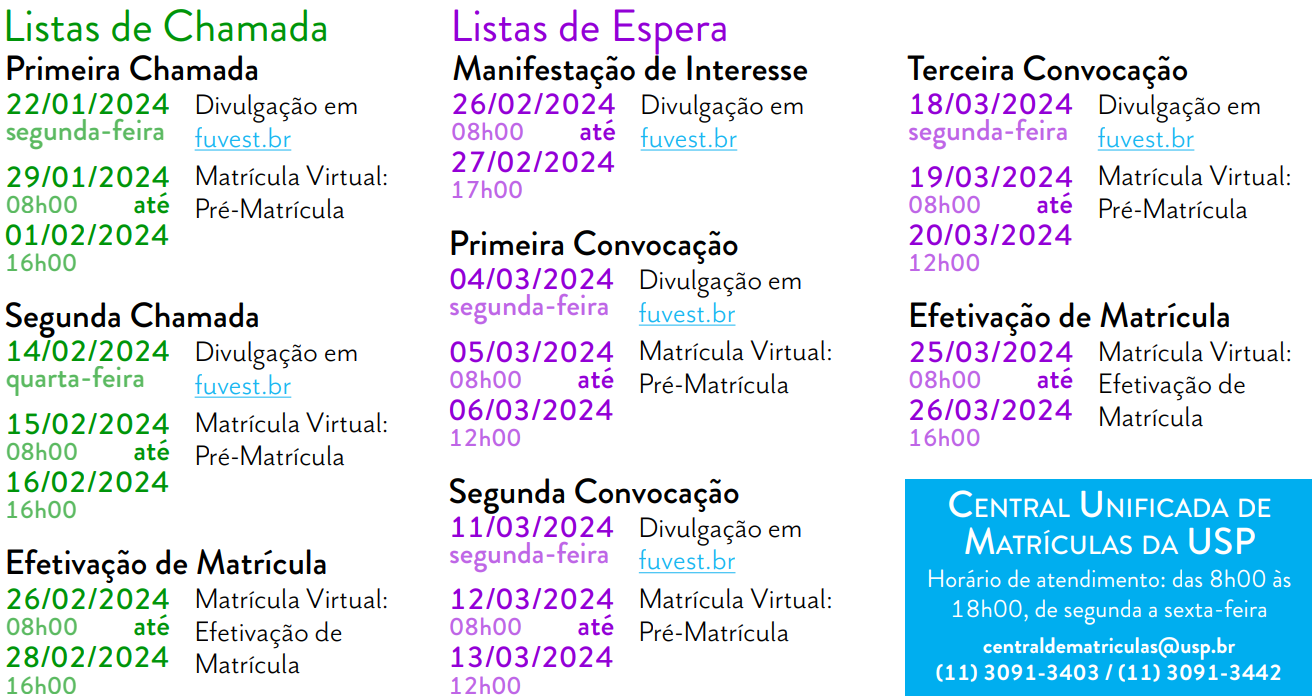 Listas de Chamada
Primeira Chamada
22/01/2024 Divulgação em
segunda-feira fuvest.br
29/01/2024 Matrícula Virtual:
08h00 até Pré-Matrícula
01/02/2024
16h00
Segunda Chamada
14/02/2024 Divulgação em
quarta-feira fuvest.br
15/02/2024 Matrícula Virtual:
08h00 até Pré-Matrícula
16/02/2024
16h00
Efetivação de Matrícula
26/02/2024 Matrícula Virtual:
08h00 até Efetivação de
28/02/2024 Matrícula
16h00
Listas de Espera
Manifestação de Interesse
26/02/2024 Divulgação em
08h00 até fuvest.br
27/02/2024
17h00
Primeira Convocação
04/03/2024 Divulgação em
segunda-feira fuvest.br
05/03/2024 Matrícula Virtual:
08h00 até Pré-Matrícula
06/03/2024
12h00
Segunda Convocação
11/03/2024 Divulgação em
segunda-feira fuvest.br
12/03/2024 Matrícula Virtual:
08h00 até Pré-Matrícula
13/03/2024
12h00
Terceira Convocação
18/03/2024 Divulgação em
segunda-feira fuvest.br
19/03/2024 Matrícula Virtual:
08h00 até Pré-Matrícula
20/03/2024
12h00
Efetivação de Matrícula
25/03/2024 Matrícula Virtual:
08h00 até Efetivação de
26/03/2024 Matrícula
16h00
Central Unificada de
Matrículas da USP
Horário de atendimento: das 8h00 às
18h00, de segunda a sexta-feira
centraldematriculas@usp.br
(11) 3091-3403 / (11) 3091-3442